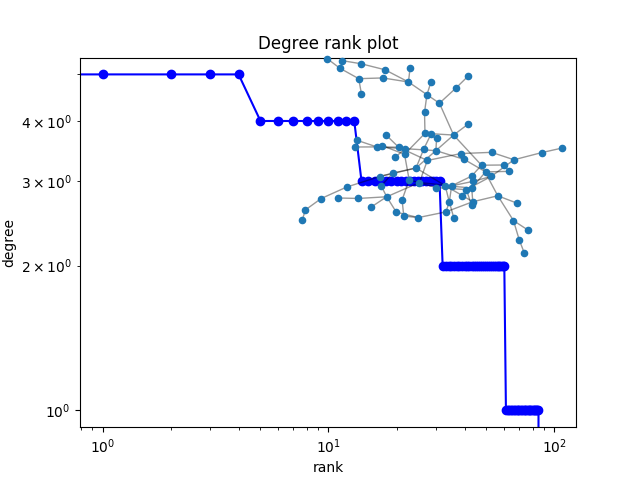 Degree rank plot
degree
4 × 10⁰
3 × 10⁰
2 × 10⁰
10⁰
10⁰
10¹
10²
rank